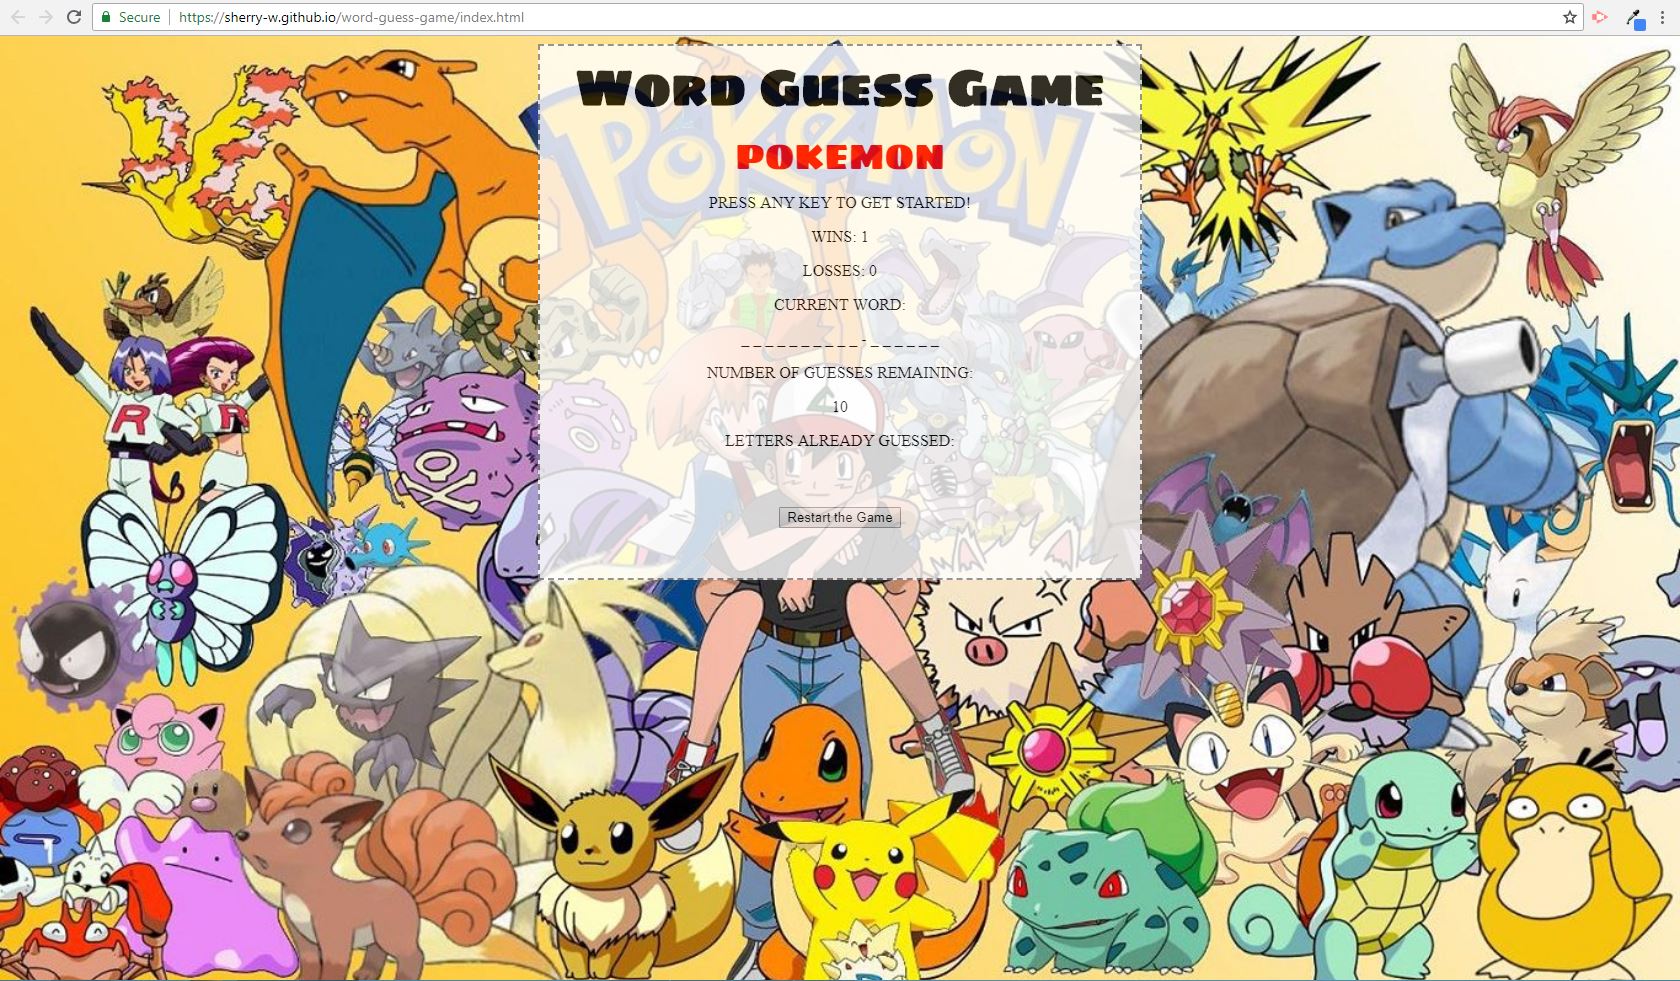 Secure https://sherry-w.github.io/word-guess-game/index.html
Word Guess Game
POKéMON
POKEMON
PRESS ANY KEY TO GET STARTED!
WINS: 1
LOSSES: 0
CURRENT WORD:
_ _ _ _ _ _ _ _ _ _ - _ _ _ _ _ _
NUMBER OF GUESSES REMAINING:
10
LETTERS ALREADY GUESSED:
Restart the Game
R
R